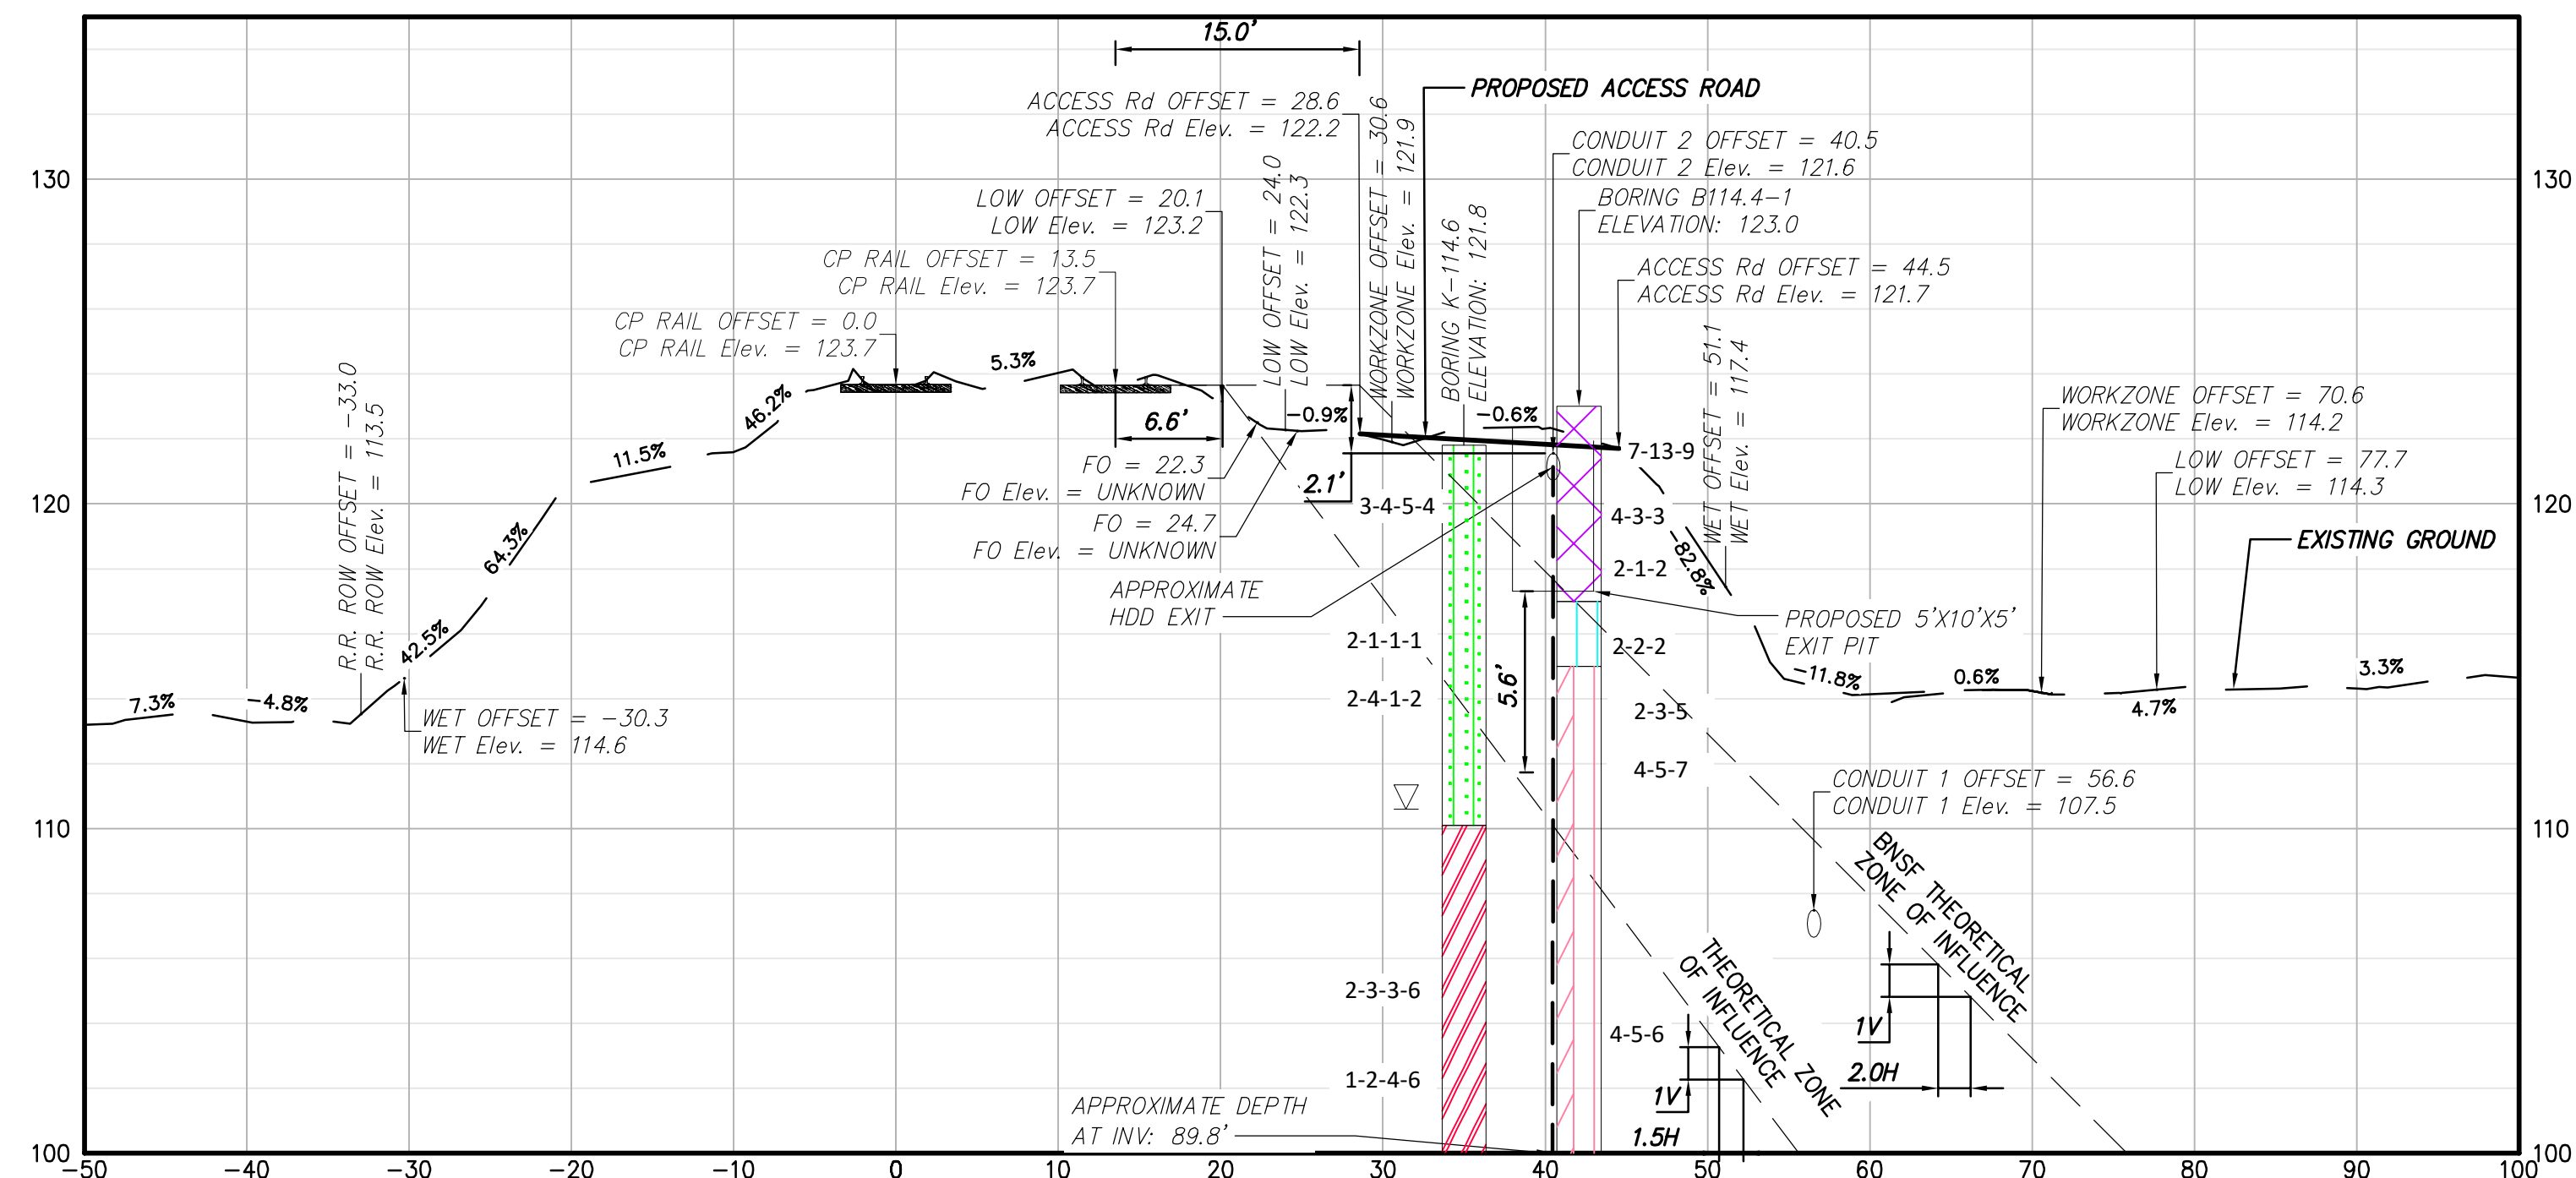 15.0'
ACCESS Rd OFFSET = 28.6
ACCESS Rd Elev. = 122.2
PROPOSED ACCESS ROAD
WORKZONE OFFSET = 30.6
WORKZONE Elev. = 121.9
CONDUIT 2 OFFSET = 40.5
CONDUIT 2 Elev. = 121.6
130
130
LOW OFFSET = 20.1
LOW Elev. = 123.2
LOW OFFSET = 24.0
LOW Elev. = 122.3
BORING K-114.6
ELEVATION: 121.8
BORING B114.4-1
ELEVATION: 123.0
CP RAIL OFFSET = 13.5
CP RAIL Elev. = 123.7
ACCESS Rd OFFSET = 44.5
ACCESS Rd Elev. = 121.7
CP RAIL OFFSET = 0.0
CP RAIL Elev. = 123.7
R.R. ROW OFFSET = -33.0
R.R. ROW Elev. = 113.5
WET OFFSET = 51.1
WET Elev. = 117.4
5.3%
46.2%
11.5%
64.3%
42.5%
7.3%
-4.8%
6.6'
-0.9%
-0.6%
WORKZONE OFFSET = 70.6
WORKZONE Elev. = 114.2
FO = 22.3
FO Elev. = UNKNOWN
2.1'
7-13-9
LOW OFFSET = 77.7
LOW Elev. = 114.3
120
120
3-4-5-4
4-3-3
FO = 24.7
FO Elev. = UNKNOWN
EXISTING GROUND
2-1-2
-82.8%
APPROXIMATE
HDD EXIT
PROPOSED 5'X10'X5'
EXIT PIT
2-1-1-1
2-2-2
5.6'
-11.8%
0.6%
3.3%
2-4-1-2
2-3-5
4.7%
WET OFFSET = -30.3
WET Elev. = 114.6
4-5-7
CONDUIT 1 OFFSET = 56.6
CONDUIT 1 Elev. = 107.5
110
110
BNSF THEORETICAL
ZONE OF INFLUENCE
THEORETICAL ZONE
OF INFLUENCE
2-3-3-6
4-5-6
1V
2.0H
1-2-4-6
1V
1.5H
APPROXIMATE DEPTH
AT INV: 89.8'
100
100
-50 -40 -30 -20 -10 0 10 20 30 40 50 60 70 80 90 100